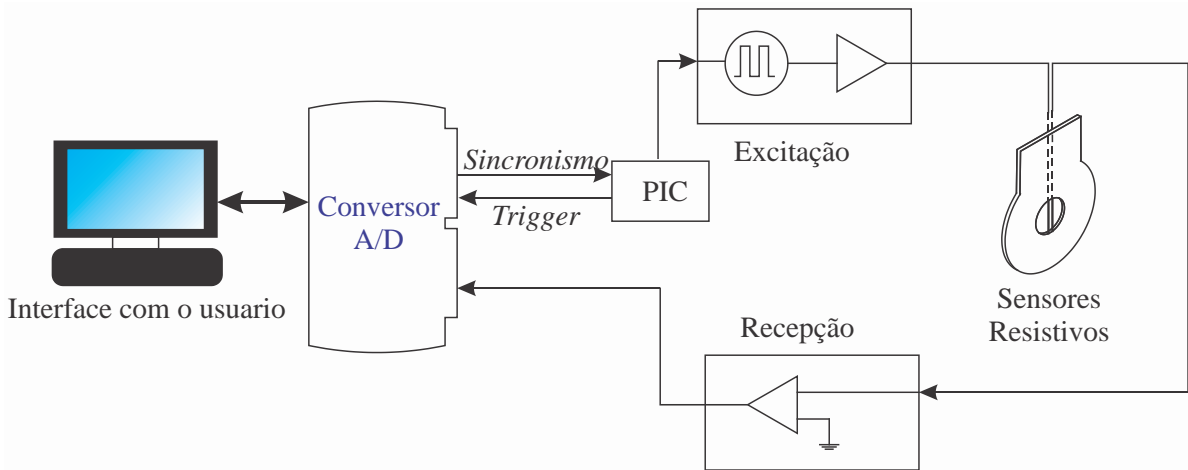 Excitação
Sincronismo
PIC
Trigger
Conversor
A/D
Interface com o usuario
Sensores
Resistivos
Recepção